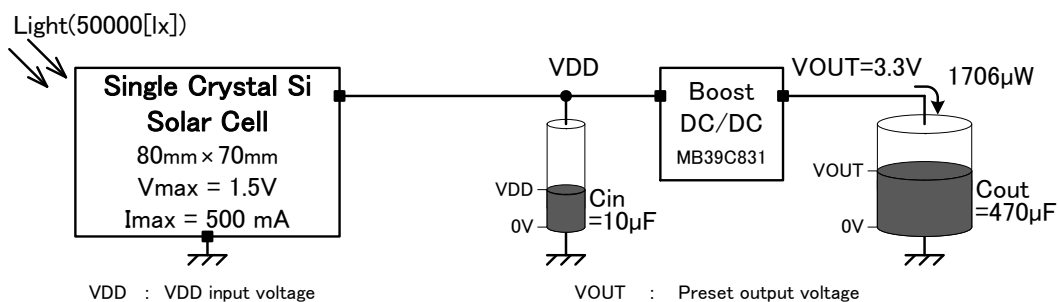 Light(50000[lx])
Single Crystal Si
Solar Cell
80mm×70mm
Vmax = 1.5V
Imax = 500 mA
VDD
Boost
DC/DC
MB39C831
VOUT=3.3V
1706μW
VDD
0V
Cin
=10μF
VOUT
0V
Cout
=470μF
VDD : VDD input voltage
VOUT : Preset output voltage